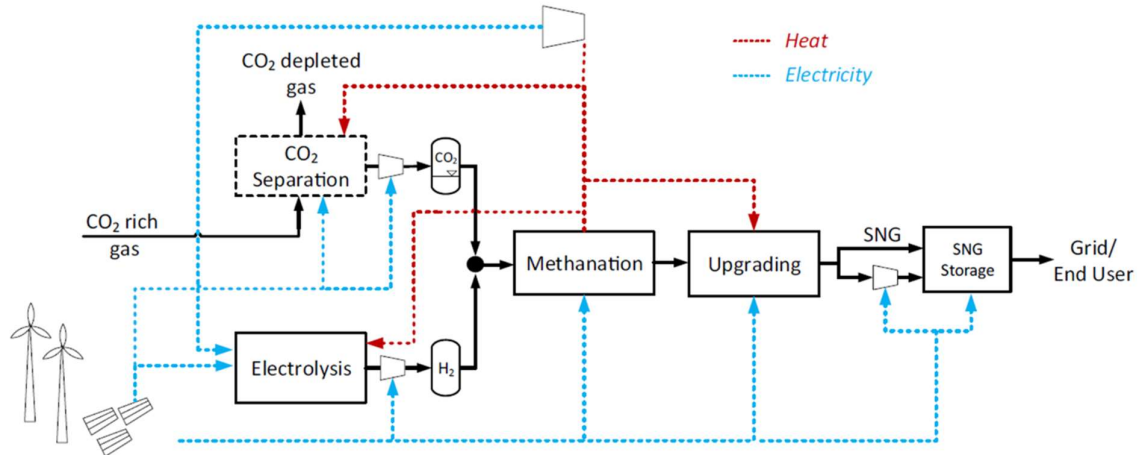 Heat
Electricity
CO₂ depleted
gas
CO₂
Separation
CO₂
CO₂ rich
gas
Methanation
Upgrading
SNG
SNG
Storage
Grid/
End User
Electrolysis
H₂